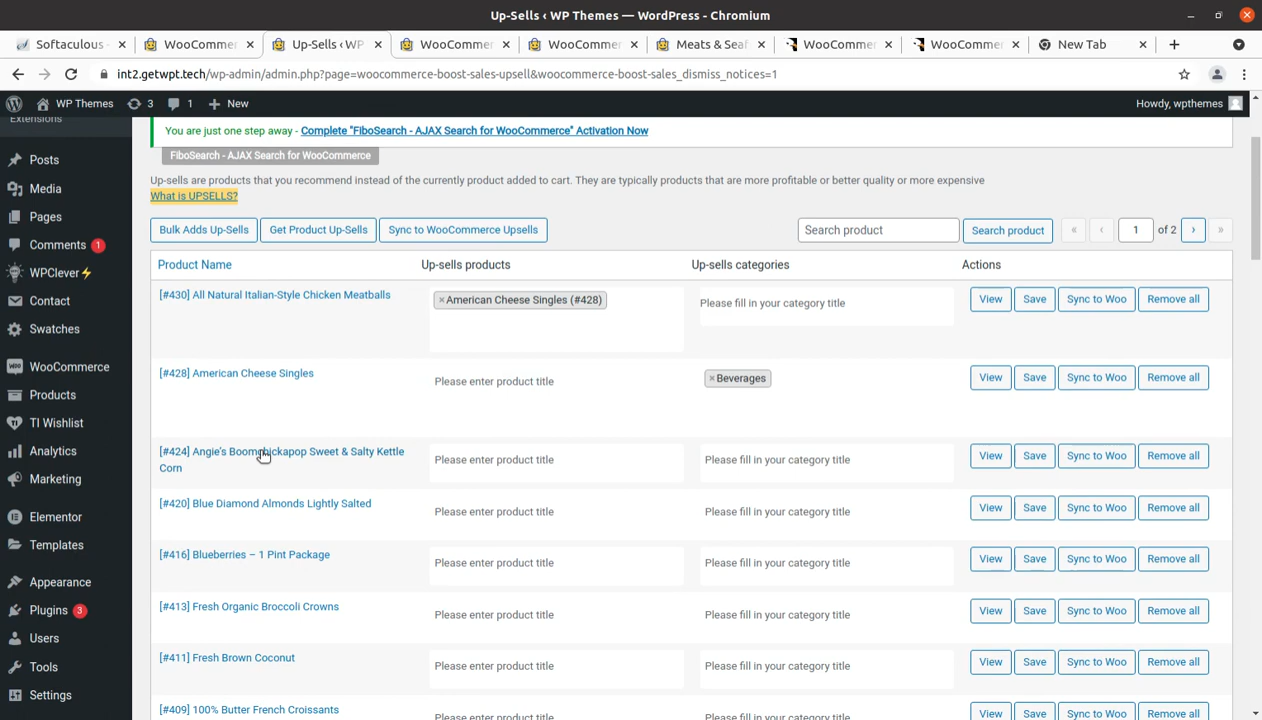 Up-Sells ‹ WP Themes — WordPress - Chromium
Softaculous
WooCommer
Up-Sells ‹ WP
WooCommer
WooCommer
Meats & Sea
WooCommer
WooCommer
New Tab
int2.getwpt.tech/wp-admin/admin.php?page=woocommerce-boost-sales-upsell&woocommerce-boost-sales_dismiss_notices=1
WP Themes 3 1 New Howdy, wpthemes
Extensions
Posts
Media
Pages
Comments 1
WPClever⚡
Contact
Swatches
WooCommerce
Products
TI Wishlist
Analytics
Marketing
Elementor
Templates
Appearance
Plugins 3
Users
Tools
Settings
You are just one step away - Complete "FiboSearch - AJAX Search for WooCommerce" Activation Now
FiboSearch - AJAX Search for WooCommerce
Up-sells are products that you recommend instead of the currently product added to cart. They are typically products that are more profitable or better quality or more expensive
What is UPSELLS?
Bulk Adds Up-Sells Get Product Up-Sells Sync to WooCommerce Upsells Search product Search product « ‹ 1 of 2 › »
Product Name Up-sells products Up-sells categories Actions
[#430] All Natural Italian-Style Chicken Meatballs ×American Cheese Singles (#428) Please fill in your category title View Save Sync to Woo Remove all
[#428] American Cheese Singles Please enter product title ×Beverages View Save Sync to Woo Remove all
[#424] Angie's Boomchickapop Sweet & Salty Kettle Please enter product title Please fill in your category title View Save Sync to Woo Remove all
Corn
[#420] Blue Diamond Almonds Lightly Salted Please enter product title Please fill in your category title View Save Sync to Woo Remove all
[#416] Blueberries – 1 Pint Package Please enter product title Please fill in your category title View Save Sync to Woo Remove all
[#413] Fresh Organic Broccoli Crowns Please enter product title Please fill in your category title View Save Sync to Woo Remove all
[#411] Fresh Brown Coconut Please enter product title Please fill in your category title View Save Sync to Woo Remove all
[#409] 100% Butter French Croissants Please enter product title Please fill in your category title View Save Sync to Woo Remove all